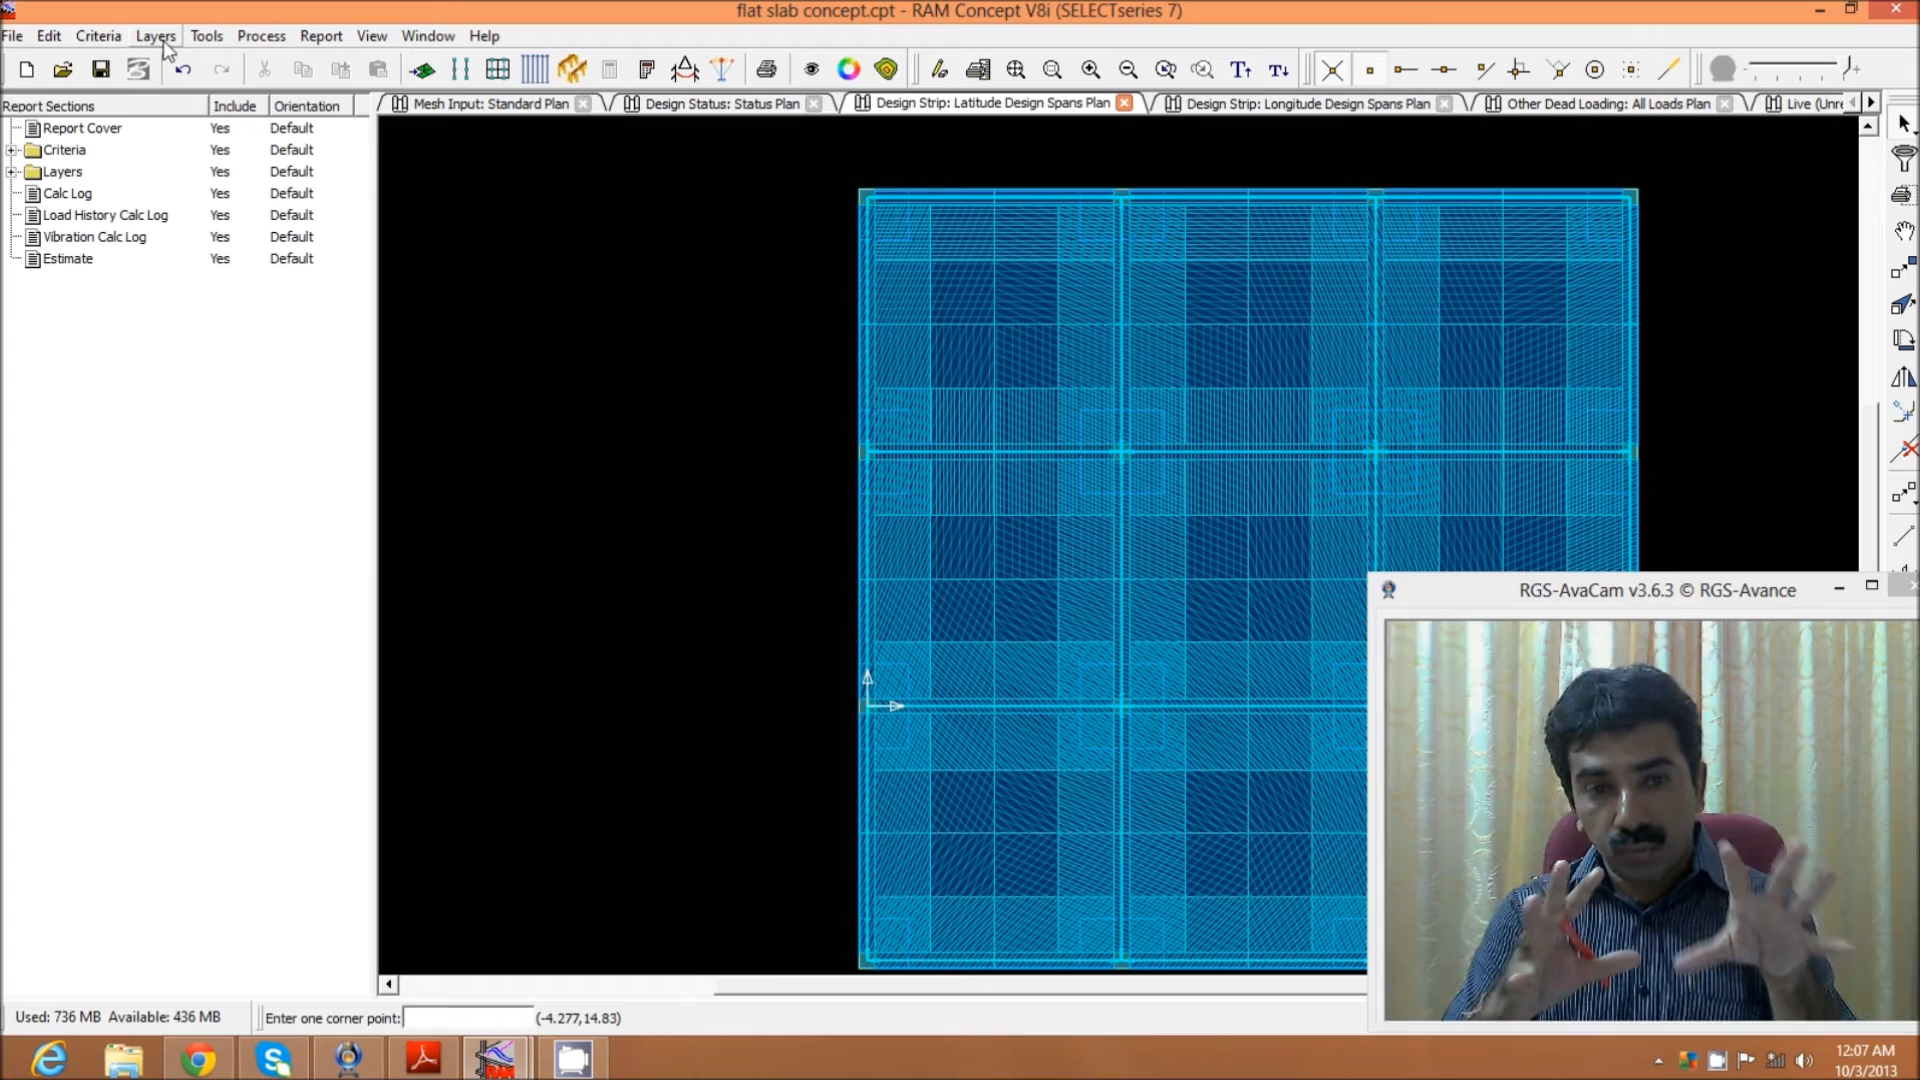 flat slab concept.cpt - RAM Concept V8i (SELECTseries 7)
File Edit Criteria Layers Tools Process Report View Window Help
Report Sections Include Orientation
Mesh Input: Standard Plan Design Status: Status Plan Design Strip: Latitude Design Spans Plan Design Strip: Longitude Design Spans Plan Other Dead Loading: All Loads Plan Live (Unre
Report Cover Yes Default
Criteria Yes Default
Layers Yes Default
Calc Log Yes Default
Load History Calc Log Yes Default
Vibration Calc Log Yes Default
Estimate Yes Default
RGS-AvaCam v3.6.3 © RGS-Avance
Used: 736 MB Available: 436 MB Enter one corner point: (-4.277,14.83)
RAM
12:07 AM
10/3/2013